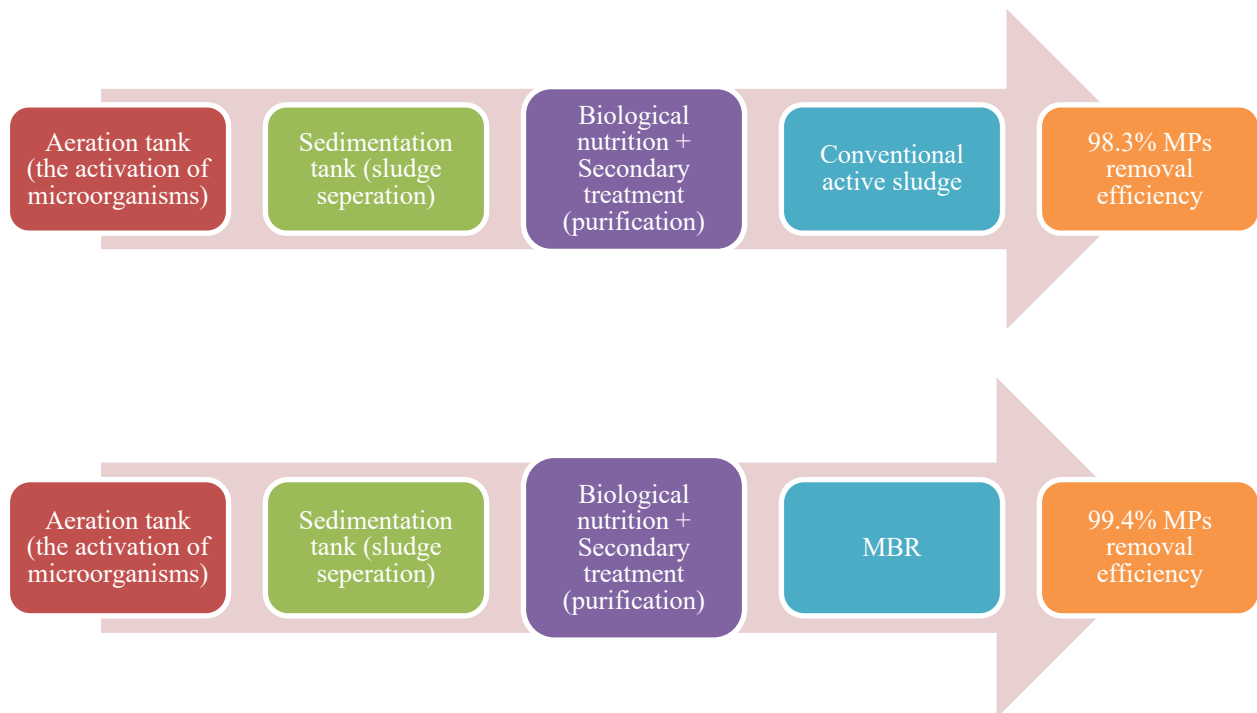 Aeration tank
(the activation of
microorganisms)
Sedimentation
tank (sludge
seperation)
Biological
nutrition +
Secondary
treatment
(purification)
Conventional
active sludge
98.3% MPs
removal
efficiency
Aeration tank
(the activation of
microorganisms)
Sedimentation
tank (sludge
seperation)
Biological
nutrition +
Secondary
treatment
(purification)
MBR
99.4% MPs
removal
efficiency